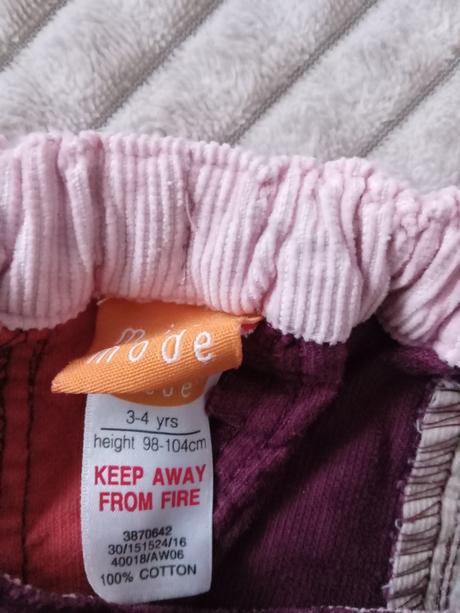 mode
3-4 yrs
height 98-104cm
KEEP AWAY
FROM FIRE
3870642
30/151524/16
40018/AW06
100% COTTON